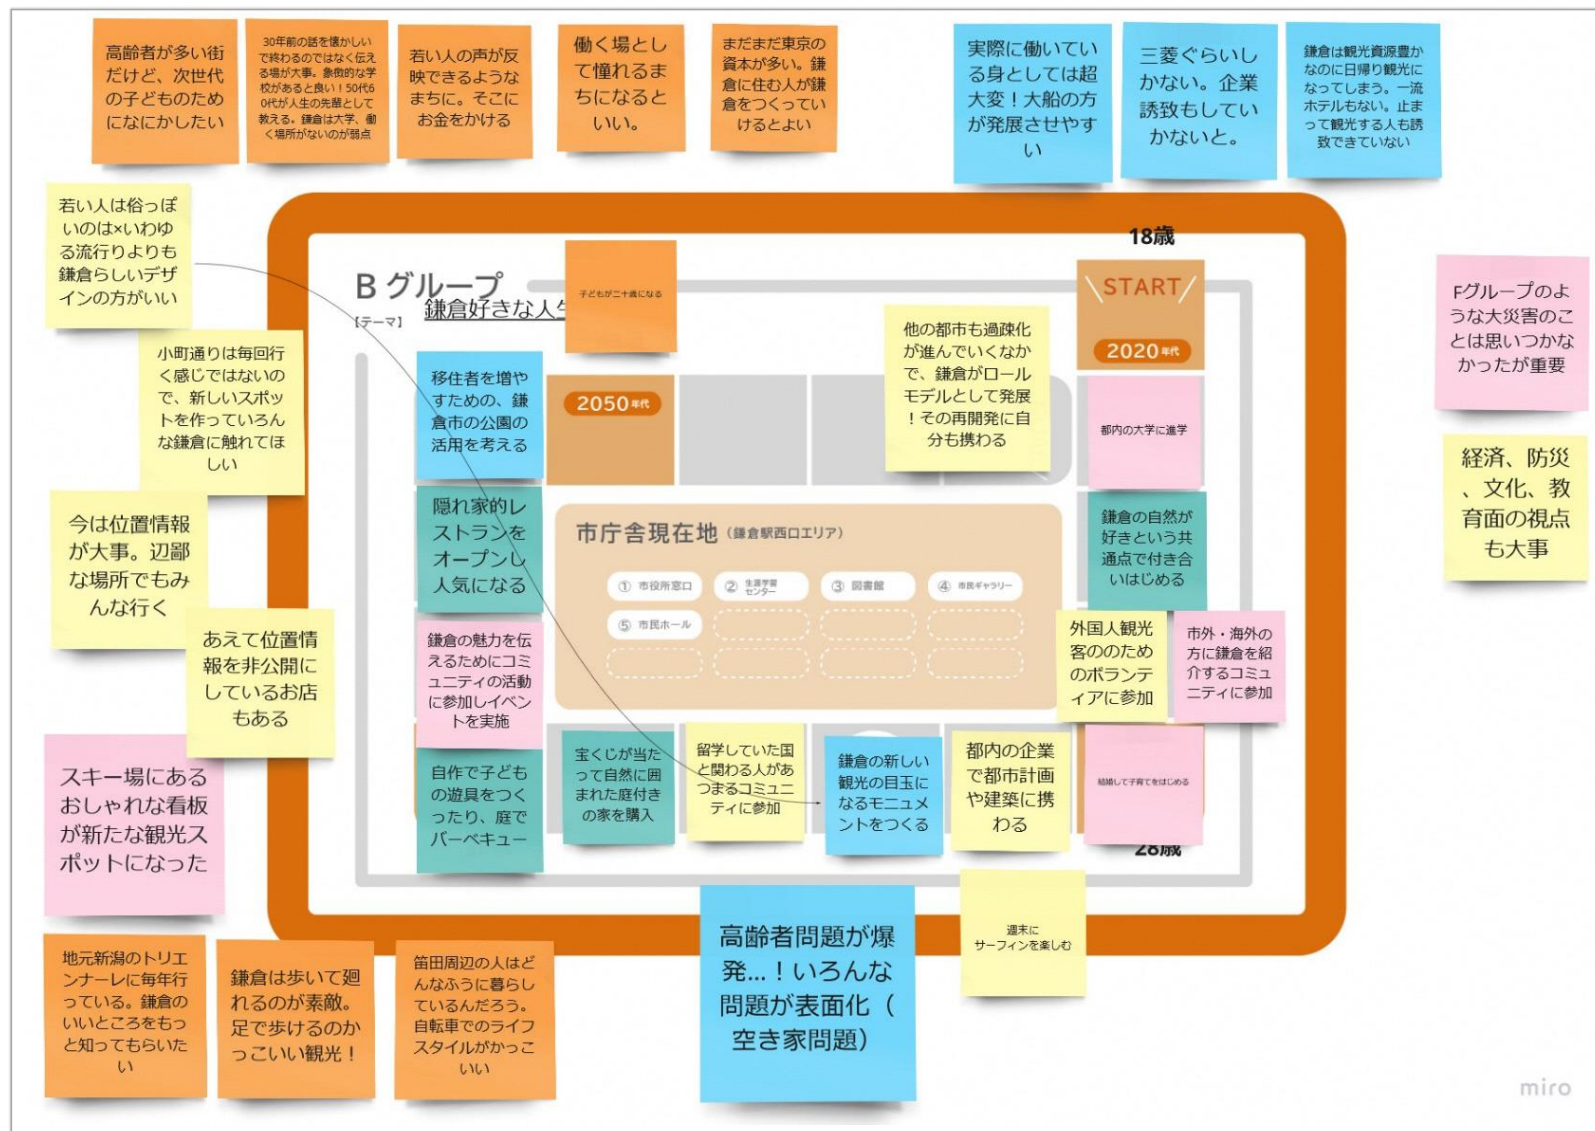 高齢者が多い街
だけど、次世代
の子どものため
になにかしたい
30年前の話を懐かしい
で終わるのではなく伝え
る場が大事。象徴的な学
校があると良い！50代6
0代が人生の先輩として
教える。鎌倉は大学、働
く場所がないのが弱点
若い人の声が反
映できるような
まちに。そこに
お金をかける
働く場とし
て憧れるま
ちになると
いい。
まだまだ東京の
資本が多い。鎌
倉に住む人が鎌
倉をつくってい
けるとよい
実際に働いてい
る身としては超
大変！大船の方
が発展させやす
い
三菱ぐらいし
かない。企業
誘致もしてい
かないと。
鎌倉は観光資源豊か
なのに日帰り観光に
なってしまう。一流
ホテルもない。止ま
って観光する人も誘
致できていない
若い人は俗っぽ
いのは×いわゆ
る流行りよりも
鎌倉らしいデザ
インの方がいい
小町通りは毎回行
く感じではないの
で、新しいスポッ
トを作っていろん
な鎌倉に触れてほ
しい
今は位置情報
が大事。辺鄙
な場所でもみ
んな行く
あえて位置情
報を非公開に
しているお店
もある
スキー場にある
おしゃれな看板
が新たな観光ス
ポットになった
Bグループ
【テーマ】
鎌倉好きな人生
子どもが二十歳になる
18歳
START
2020年代
他の都市も過疎化
が進んでいくなか
で、鎌倉がロール
モデルとして発展
！その再開発に自
分も携わる
都内の大学に進学
鎌倉の自然が
好きという共
通点で付き合
いはじめる
外国人観光
客ののため
のボランテ
ィアに参加
市外・海外の
方に鎌倉を紹
介するコミュ
ニティに参加
結婚して子育てをはじめる
28歳
都内の企業
で都市計画
や建築に携
わる
鎌倉の新しい
観光の目玉に
なるモニュメ
ントをつくる
留学していた国
と関わる人があ
つまるコミュニ
ティに参加
宝くじが当た
って自然に囲
まれた庭付き
の家を購入
自作で子ども
の遊具をつく
ったり、庭で
バーベキュー
鎌倉の魅力を伝
えるためにコミ
ュニティの活動
に参加しイベン
トを実施
隠れ家的レ
ストランを
オープンし
人気になる
移住者を増や
すための、鎌
倉市の公園の
活用を考える
2050年代
市庁舎現在地（鎌倉駅西口エリア）
① 市役所窓口
② 生涯学習
センター
③ 図書館
④ 市民ギャラリー
⑤ 市民ホール
Fグループのよ
うな大災害のこ
とは思いつかな
かったが重要
経済、防災
、文化、教
育面の視点
も大事
地元新潟のトリエ
ンナーレに毎年行
っている。鎌倉の
いいところをもっ
と知ってもらいた
い
鎌倉は歩いて廻
れるのが素敵。
足で歩けるのか
っこいい観光！
笛田周辺の人はど
んなふうに暮らし
ているんだろう。
自転車でのライフ
スタイルがかっこ
いい
高齢者問題が爆
発…！いろんな
問題が表面化（
空き家問題）
週末に
サーフィンを楽しむ
miro